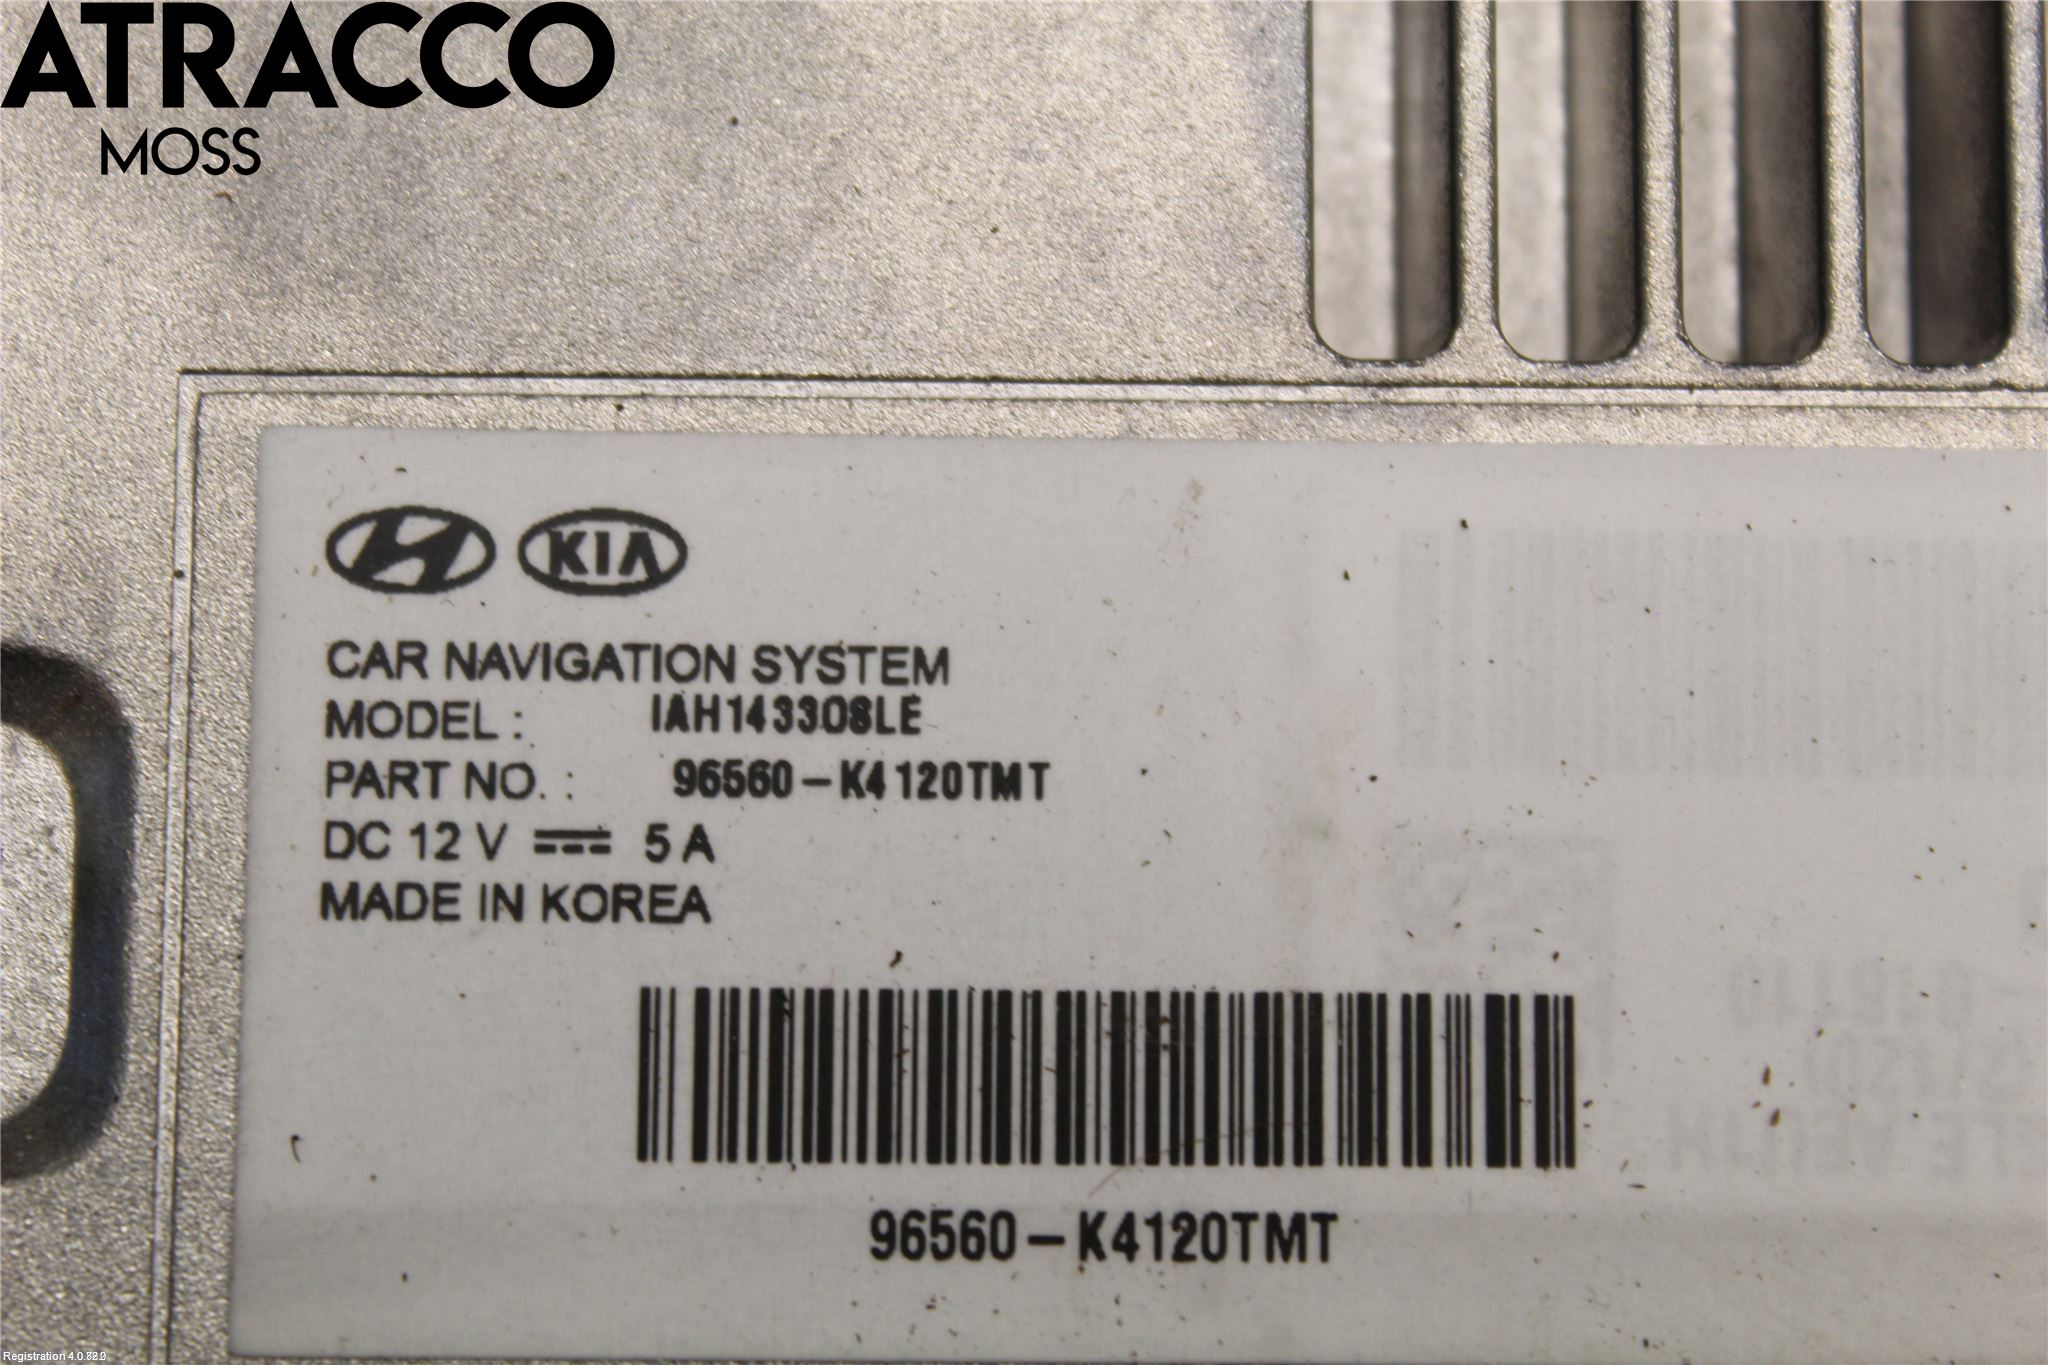 ATRACCO
MOSS
KIA
CAR NAVIGATION SYSTEM
MODEL : IAH143308LE
PART NO. : 96560-K4120TMT
DC 12 V 5 A
MADE IN KOREA
96560-K4120TMT